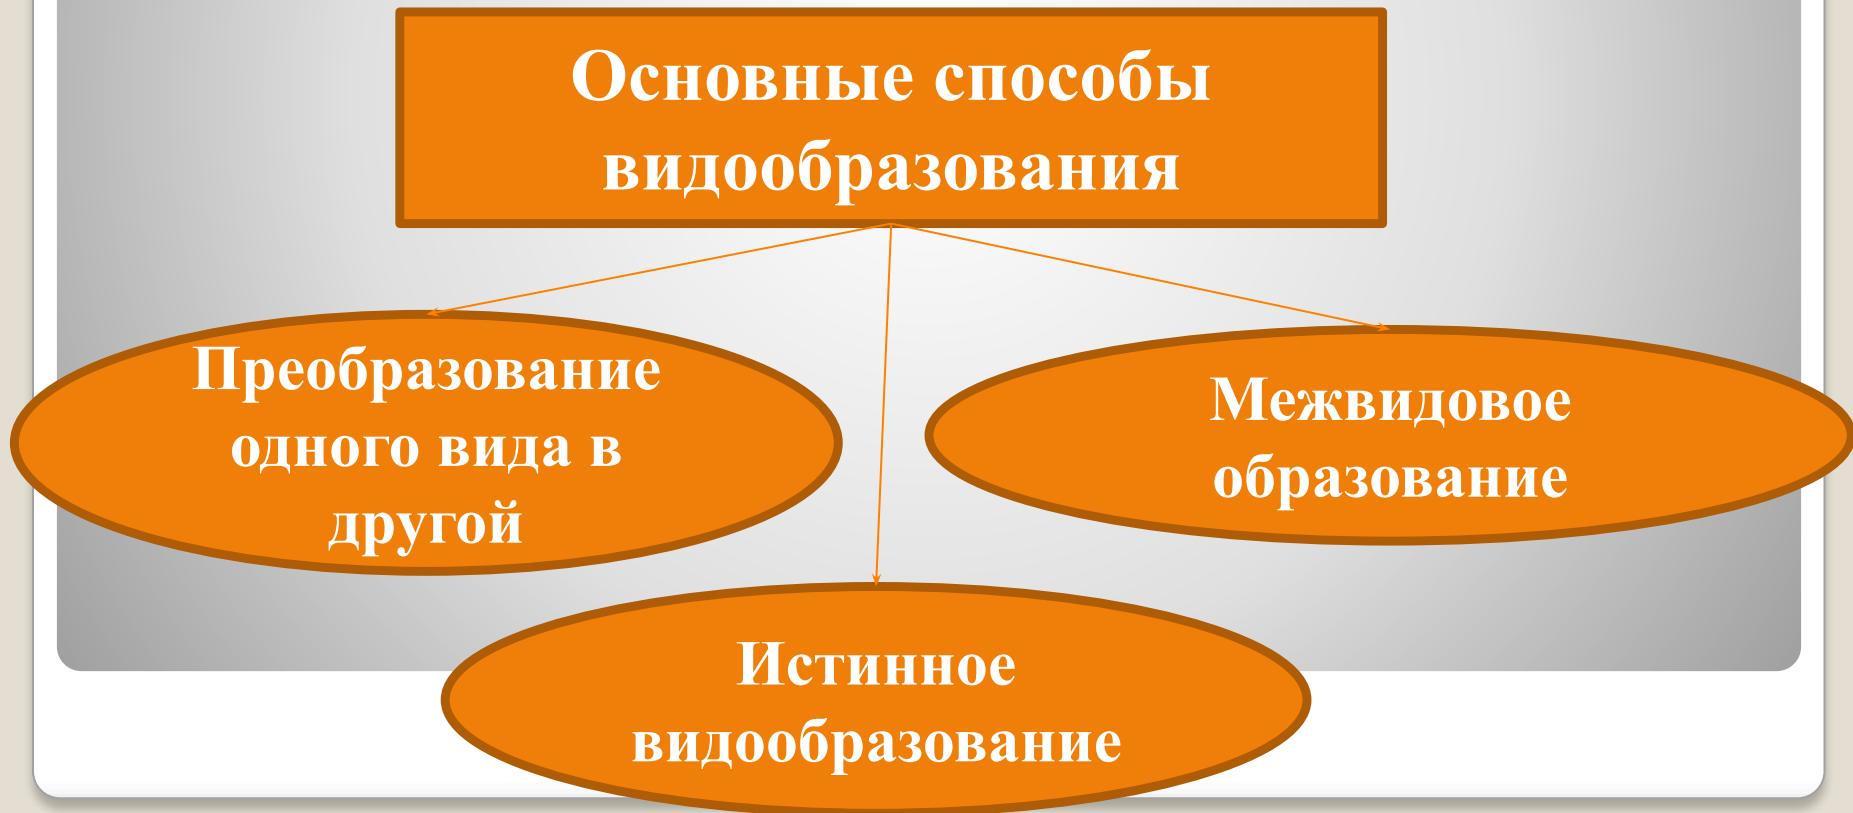 Основные способы
видообразования
Преобразование
одного вида в
другой
Межвидовое
образование
Истинное
видообразование